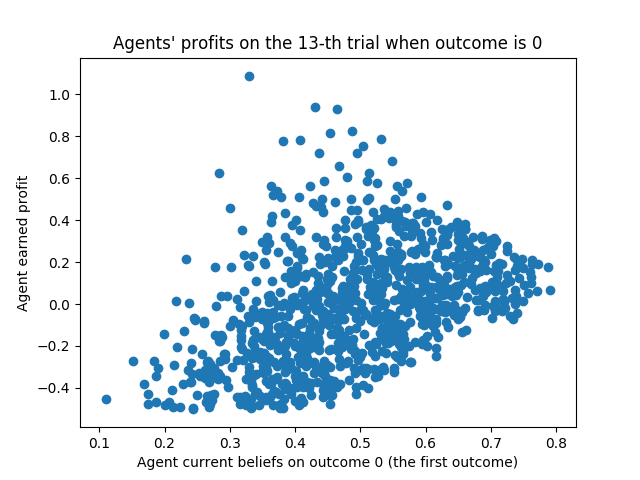 Agents' profits on the 13-th trial when outcome is 0
Agent earned profit
1.0
0.8
0.6
0.4
0.2
0.0
−0.2
−0.4
0.1 0.2 0.3 0.4 0.5 0.6 0.7 0.8
Agent current beliefs on outcome 0 (the first outcome)